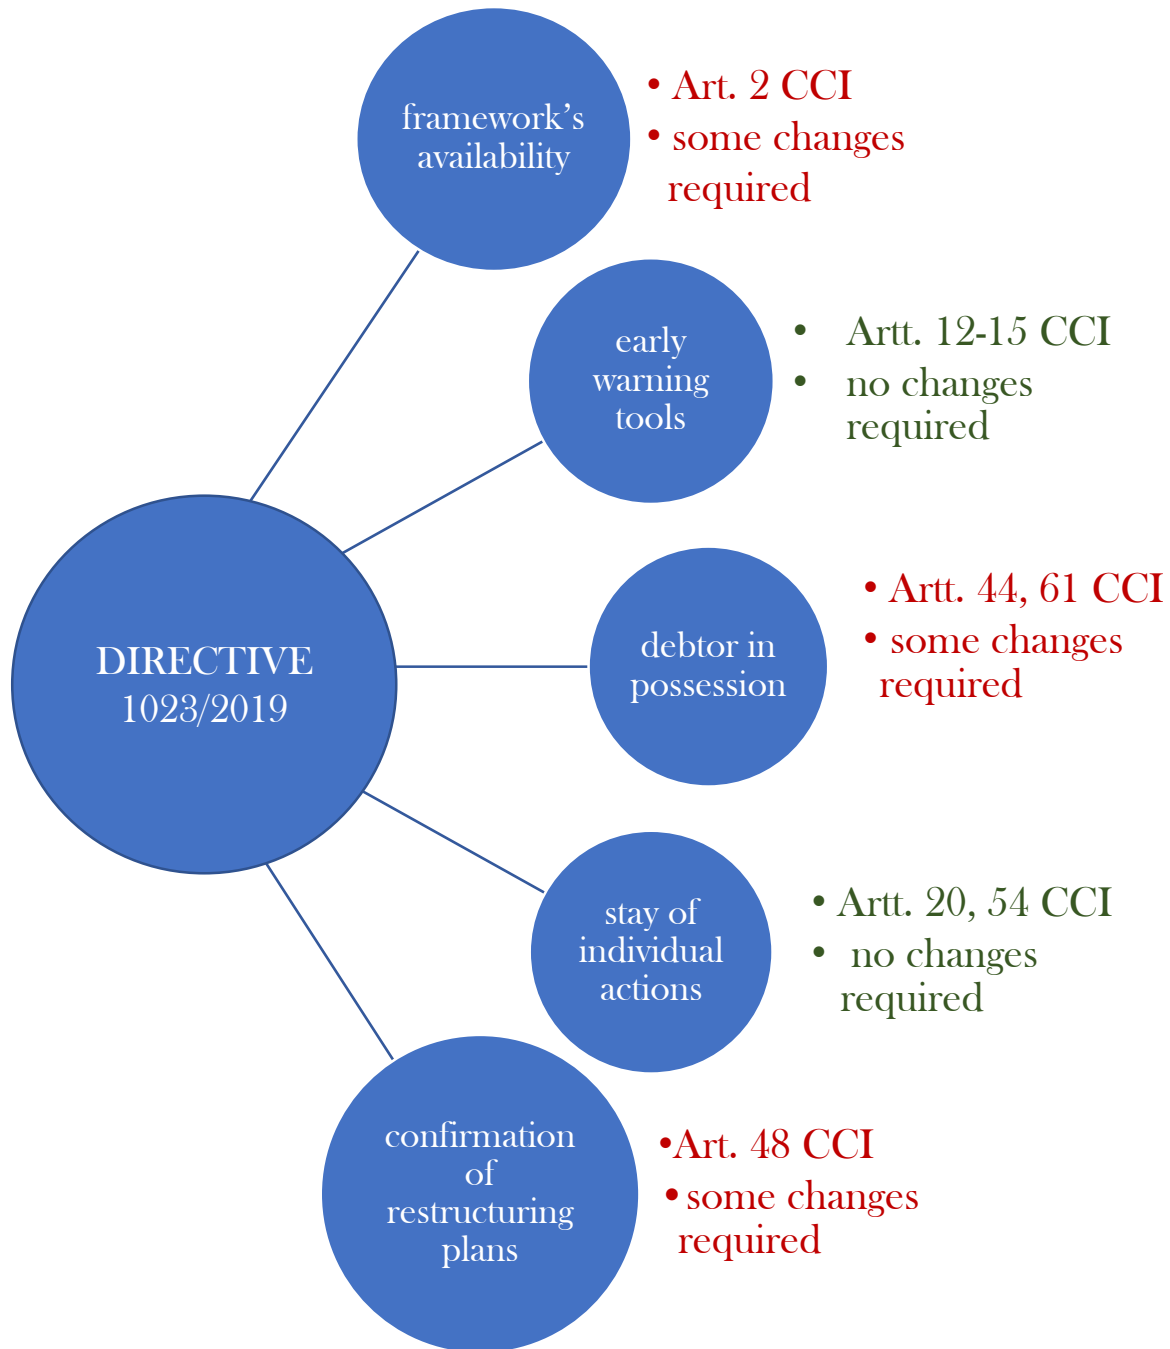 framework’s
availability
• Art. 2 CCI
• some changes
required
early
warning
tools
• Artt. 12-15 CCI
• no changes
required
DIRECTIVE
1023/2019
debtor in
possession
• Artt. 44, 61 CCI
• some changes
required
stay of
individual
actions
• Artt. 20, 54 CCI
• no changes
required
confirmation
of
restructuring
plans
•Art. 48 CCI
• some changes
required